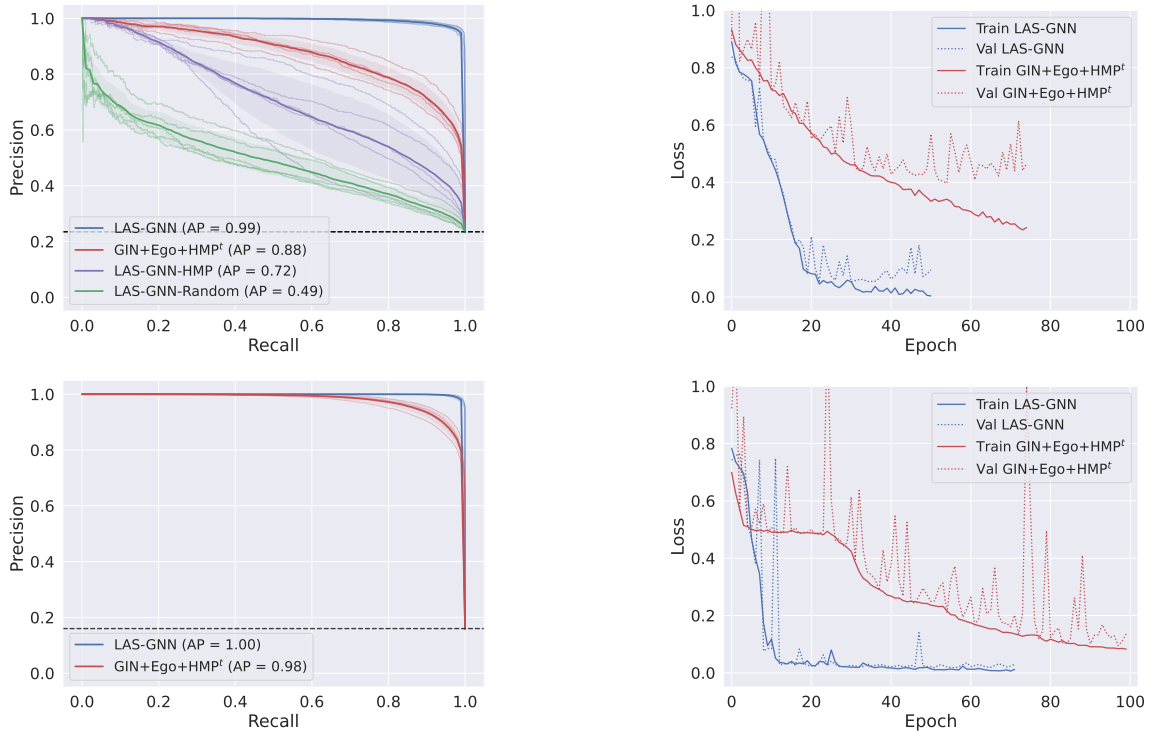 1.0
0.8
0.6
0.4
0.2
0.0
Precision
LAS-GNN (AP = 0.99)
GIN+Ego+HMPᵗ (AP = 0.88)
LAS-GNN-HMP (AP = 0.72)
LAS-GNN-Random (AP = 0.49)
0.0 0.2 0.4 0.6 0.8 1.0
Recall
1.0
0.8
0.6
0.4
0.2
0.0
Loss
Train LAS-GNN
Val LAS-GNN
Train GIN+Ego+HMPᵗ
Val GIN+Ego+HMPᵗ
0 20 40 60 80 100
Epoch
1.0
0.8
0.6
0.4
0.2
0.0
Precision
LAS-GNN (AP = 1.00)
GIN+Ego+HMPᵗ (AP = 0.98)
0.0 0.2 0.4 0.6 0.8 1.0
Recall
1.0
0.8
0.6
0.4
0.2
0.0
Loss
Train LAS-GNN
Val LAS-GNN
Train GIN+Ego+HMPᵗ
Val GIN+Ego+HMPᵗ
0 20 40 60 80 100
Epoch